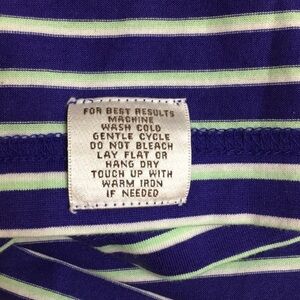 FOR BEST RESULTS
MACHINE
WASH COLD
GENTLE CYCLE
DO NOT BLEACH
LAY FLAT OR
HANG DRY
TOUCH UP WITH
WARM IRON
IF NEEDED